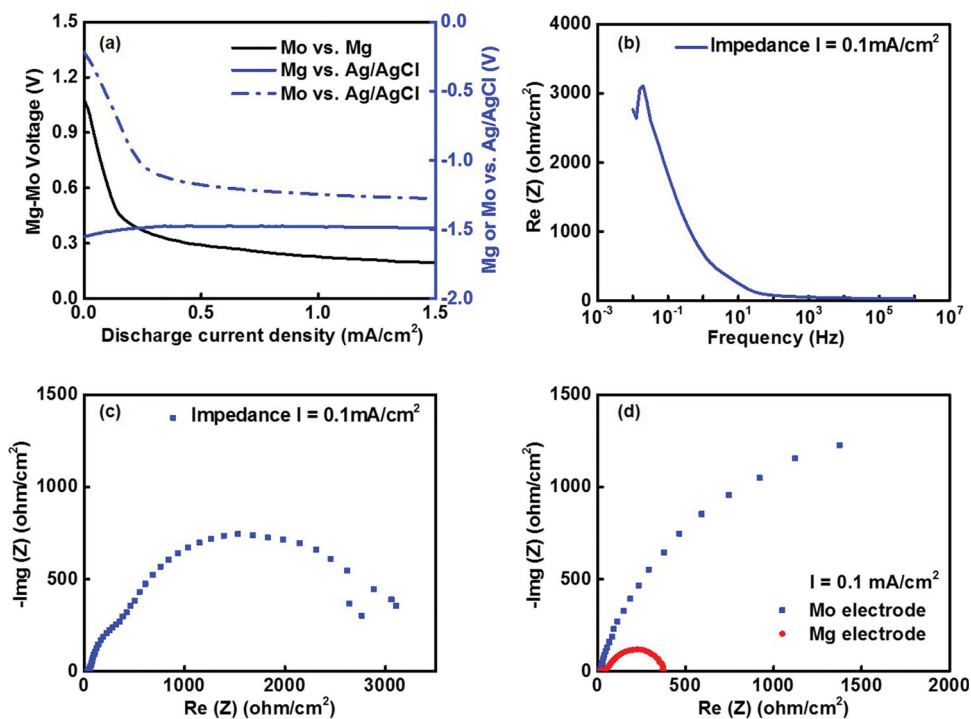 (a)
Mo vs. Mg
Mg vs. Ag/AgCl
Mo vs. Ag/AgCl
Mg-Mo Voltage (V)
1.5
1.2
0.9
0.6
0.3
0.0
0.0
-0.5
-1.0
-1.5
-2.0
Mg or Mo vs. Ag/AgCl (V)
0.0 0.5 1.0 1.5
Discharge current density (mA/cm²)
(b)
Impedance I = 0.1mA/cm²
Re (Z) (ohm/cm²)
4000
3000
2000
1000
0
10⁻³ 10⁻¹ 10¹ 10³ 10⁵ 10⁷
Frequency (Hz)
(c)
Impedance I = 0.1mA/cm²
-Img (Z) (ohm/cm²)
1500
1000
500
0
0 1000 2000 3000
Re (Z) (ohm/cm²)
(d)
-Img (Z) (ohm/cm²)
1500
1000
500
0
I = 0.1 mA/cm²
Mo electrode
Mg electrode
0 500 1000 1500 2000
Re (Z) (ohm/cm²)